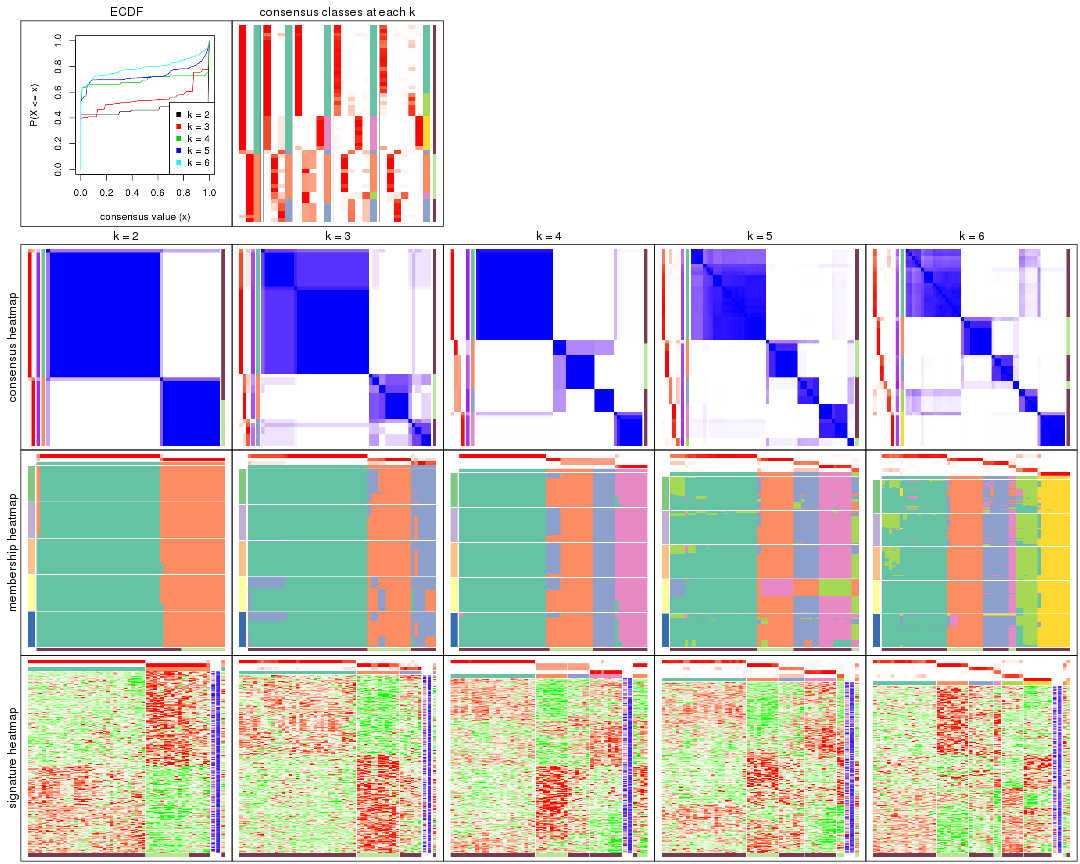 ECDF
consensus classes at each k
P(X <= x)
0.0
0.2
0.4
0.6
0.8
1.0
k = 2
k = 3
k = 4
k = 5
k = 6
0.0 0.2 0.4 0.6 0.8 1.0
consensus value (x)
k = 2
k = 3
k = 4
k = 5
k = 6
consensus heatmap
membership heatmap
signature heatmap